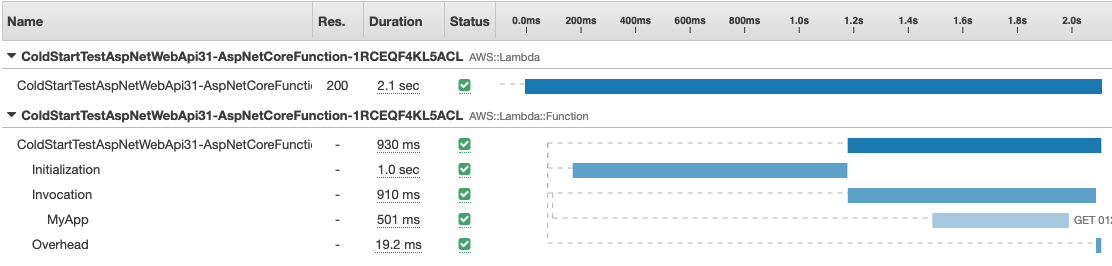 Name Res. Duration Status 0.0ms 200ms 400ms 600ms 800ms 1.0s 1.2s 1.4s 1.6s 1.8s 2.0s
ColdStartTestAspNetWebApi31-AspNetCoreFunction-1RCEQF4KL5ACL AWS::Lambda
ColdStartTestAspNetWebApi31-AspNetCoreFuncti 200 2.1 sec
ColdStartTestAspNetWebApi31-AspNetCoreFunction-1RCEQF4KL5ACL AWS::Lambda::Function
ColdStartTestAspNetWebApi31-AspNetCoreFuncti - 930 ms
Initialization - 1.0 sec
Invocation - 910 ms
MyApp - 501 ms GET 012
Overhead - 19.2 ms